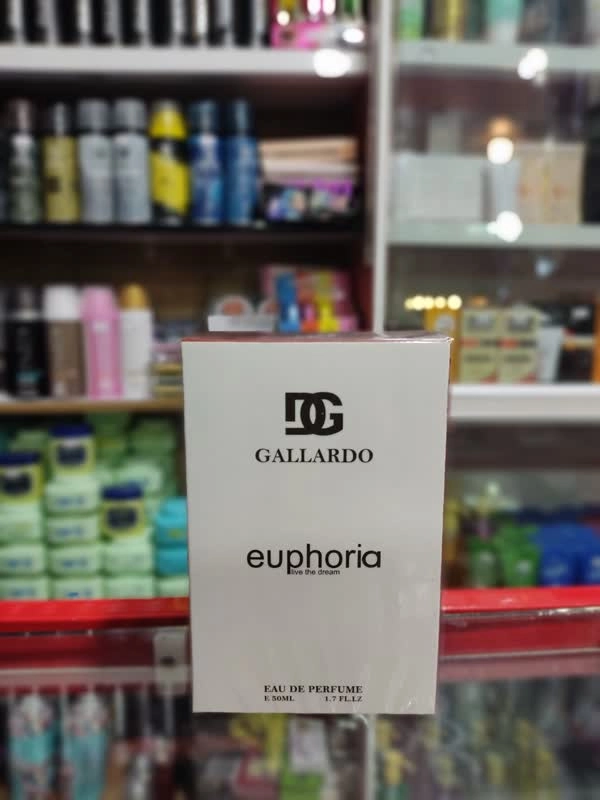 DG
GALLARDO
euphoria
live the dream
EAU DE PERFUME
E 50ML 1.7 FL.LZ